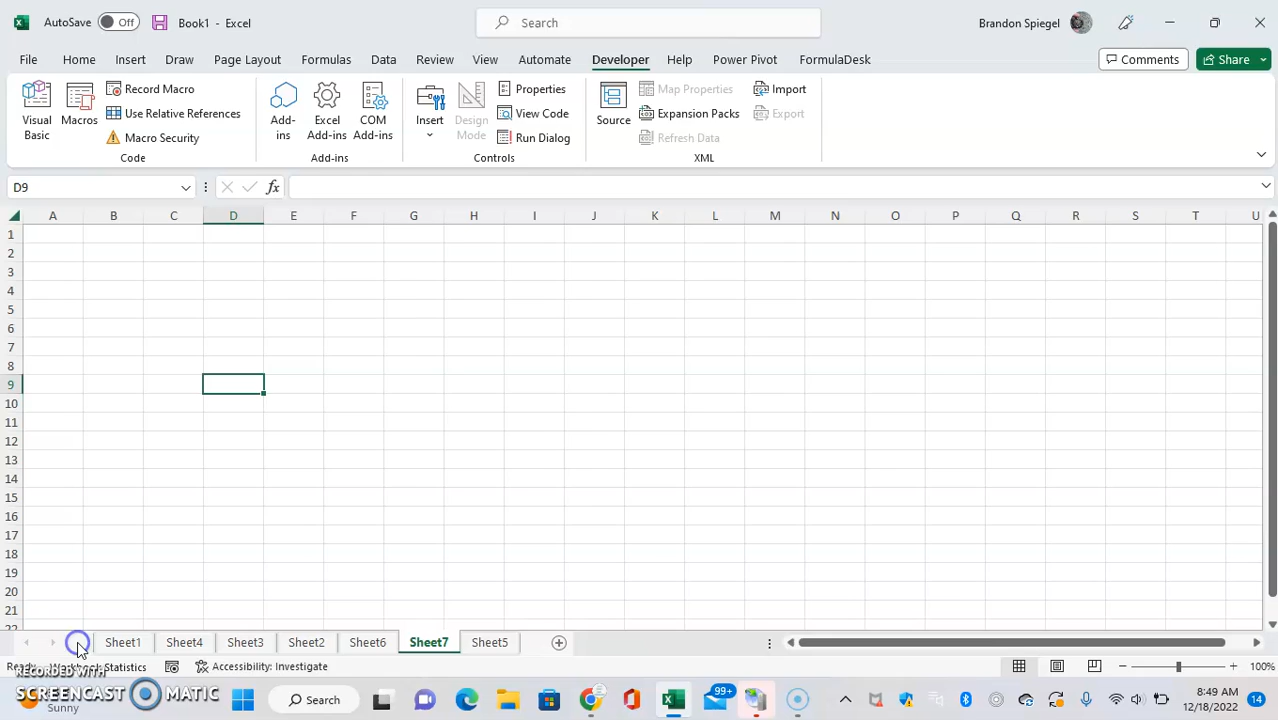 AutoSave Off Book1 - Excel Search Brandon Spiegel
File Home Insert Draw Page Layout Formulas Data Review View Automate Developer Help Power Pivot FormulaDesk Comments Share
Visual Basic
Macros
Record Macro
Use Relative References
Macro Security
Code
Add-ins
Excel Add-ins
COM Add-ins
Add-ins
Insert
Design Mode
Properties
View Code
Run Dialog
Controls
Source
Map Properties
Expansion Packs
Refresh Data
Import
Export
XML
D9 fx
A B C D E F G H I J K L M N O P Q R S T U
1
2
3
4
5
6
7
8
9
10
11
12
13
14
15
16
17
18
19
20
21
22
Sheet1 Sheet4 Sheet3 Sheet2 Sheet6 Sheet7 Sheet5
Statistics Accessibility: Investigate 100%
RECORDED WITH
SCREENCAST MATIC
Sunny Search 99+ 8:49 AM
12/18/2022 14